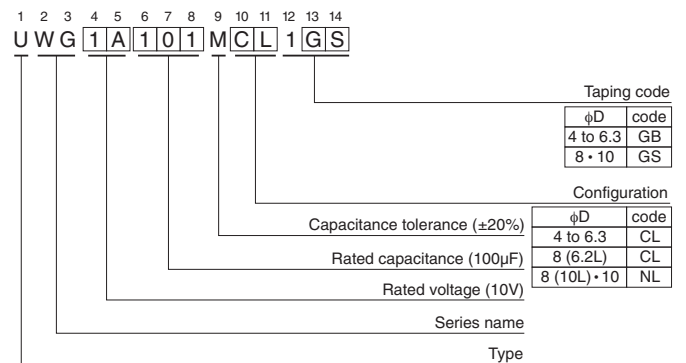 1 2 3 4 5 6 7 8 9 10 11 12 13 14
U W G 1 A 1 0 1 M C L 1 G S
Taping code
ϕD code
4 to 6.3 GB
8 • 10 GS
Configuration
ϕD code
4 to 6.3 CL
8 (6.2L) CL
8 (10L) • 10 NL
Capacitance tolerance (±20%)
Rated capacitance (100µF)
Rated voltage (10V)
Series name
Type